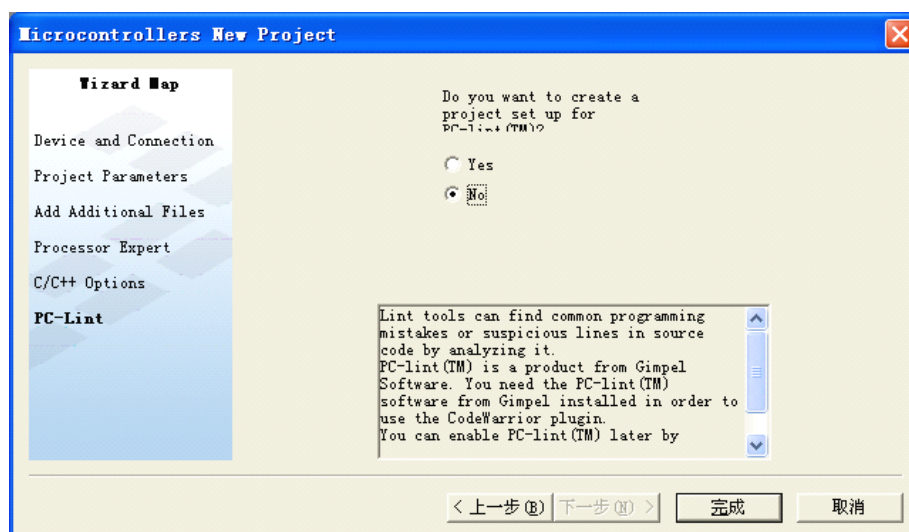 Microcontrollers New Project
Wizard Map
Device and Connection
Project Parameters
Add Additional Files
Processor Expert
C/C++ Options
PC-Lint
Do you want to create a
project set up for
PC-lint(TM)?
Yes
No
Lint tools can find common programming
mistakes or suspicious lines in source
code by analyzing it.
PC-lint(TM) is a product from Gimpel
Software. You need the PC-lint(TM)
software from Gimpel installed in order to
use the CodeWarrior plugin.
You can enable PC-lint(TM) later by
< 上一步(B) 下一步(N) > 完成 取消